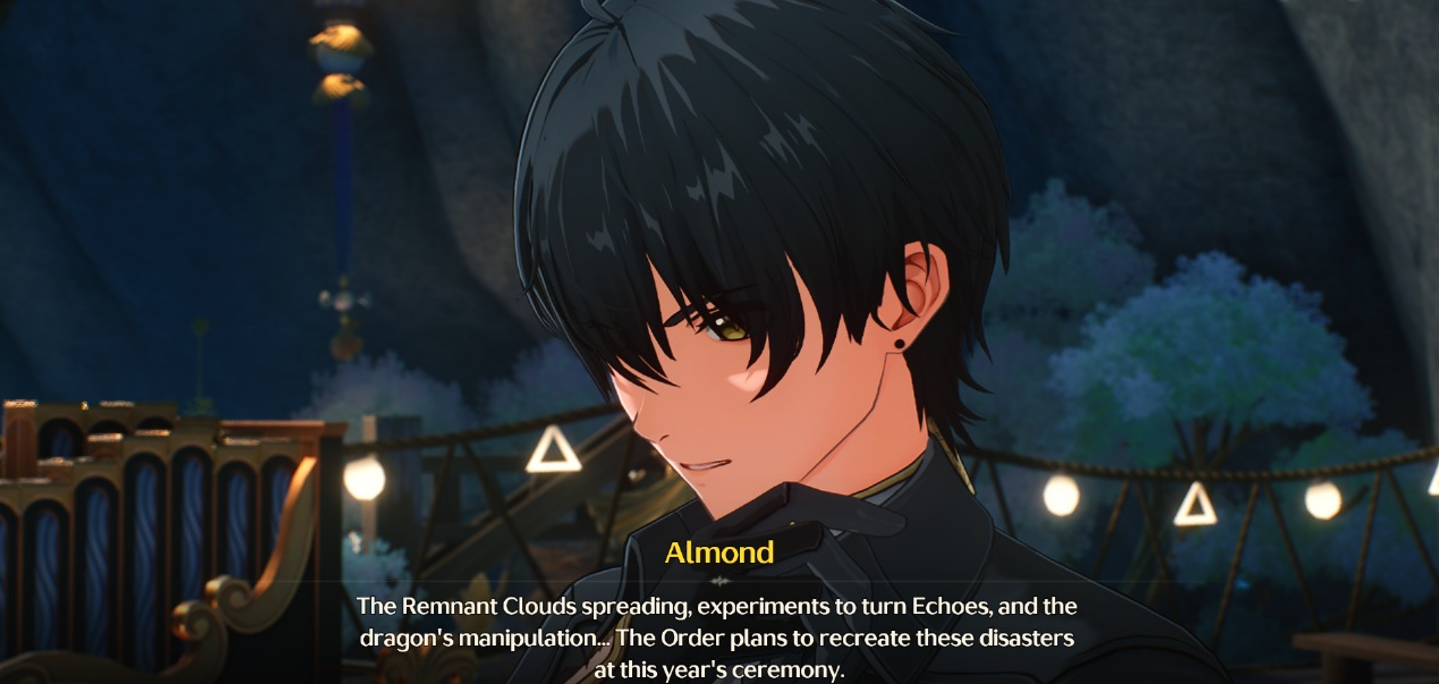 Almond
The Remnant Clouds spreading, experiments to turn Echoes, and the
dragon's manipulation... The Order plans to recreate these disasters
at this year's ceremony.